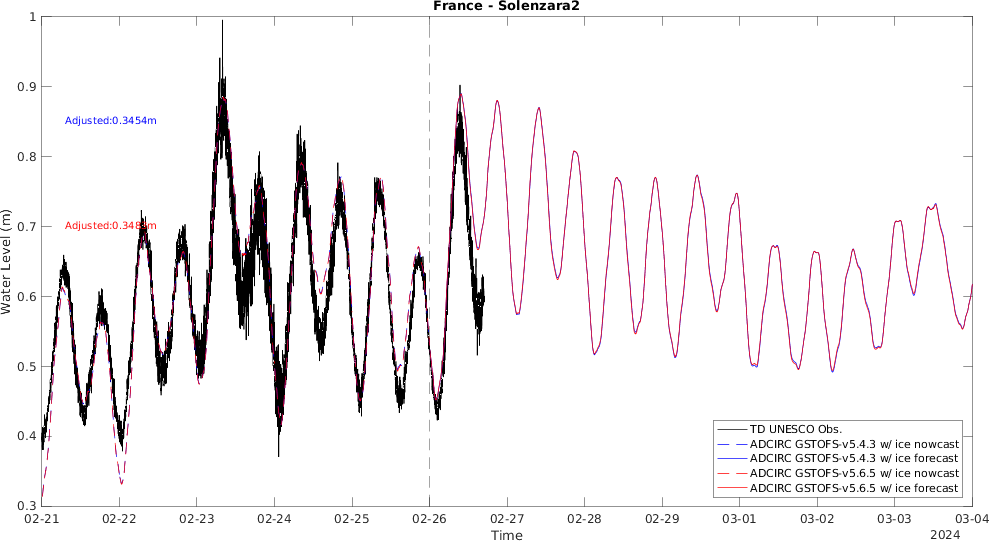 France - Solenzara2
1
0.9
0.8
0.7
0.6
0.5
0.4
0.3
Water Level (m)
Adjusted:0.3454m
02-21
02-22
02-23
02-24
02-25
02-26
02-27
02-28
02-29
03-01
03-02
03-03
03-04
2024
Time
TD UNESCO Obs.
ADCIRC GSTOFS-v5.4.3 w/ ice nowcast
ADCIRC GSTOFS-v5.4.3 w/ ice forecast
ADCIRC GSTOFS-v5.6.5 w/ ice nowcast
ADCIRC GSTOFS-v5.6.5 w/ ice forecast